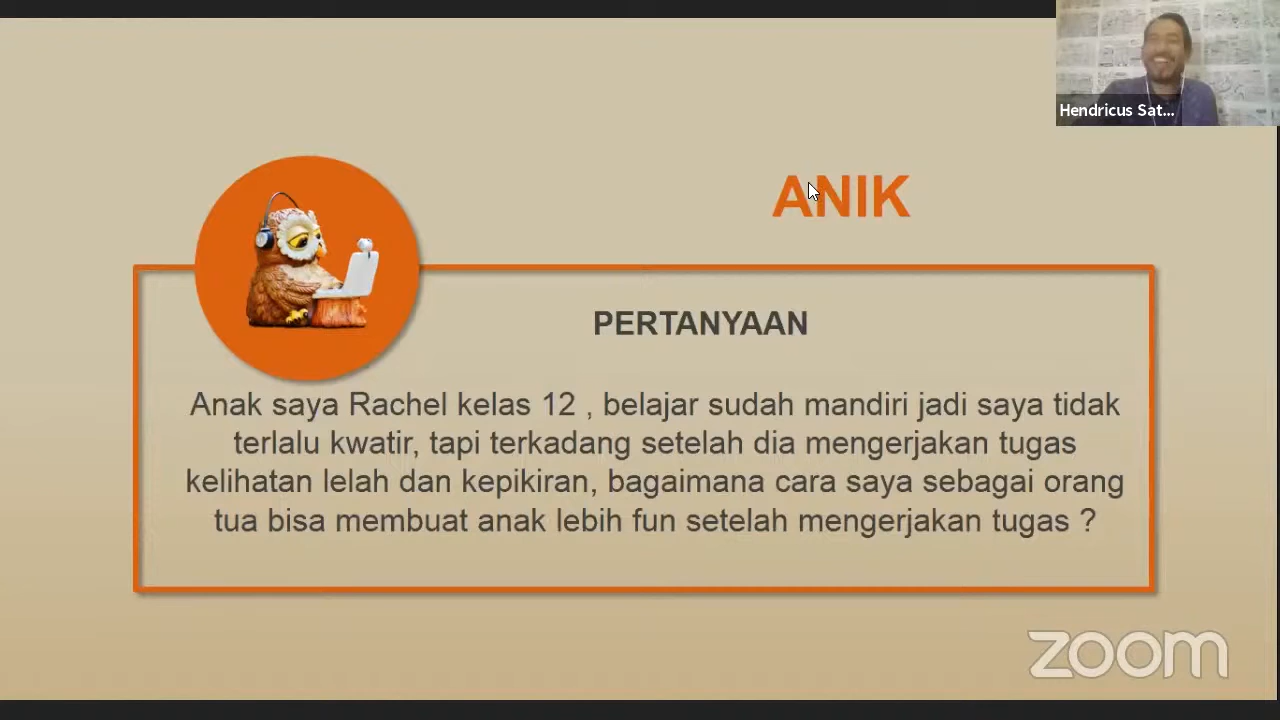 Hendricus Sat...
ANIK
PERTANYAAN
Anak saya Rachel kelas 12 , belajar sudah mandiri jadi saya tidak
terlalu kwatir, tapi terkadang setelah dia mengerjakan tugas
kelihatan lelah dan kepikiran, bagaimana cara saya sebagai orang
tua bisa membuat anak lebih fun setelah mengerjakan tugas ?
zoom